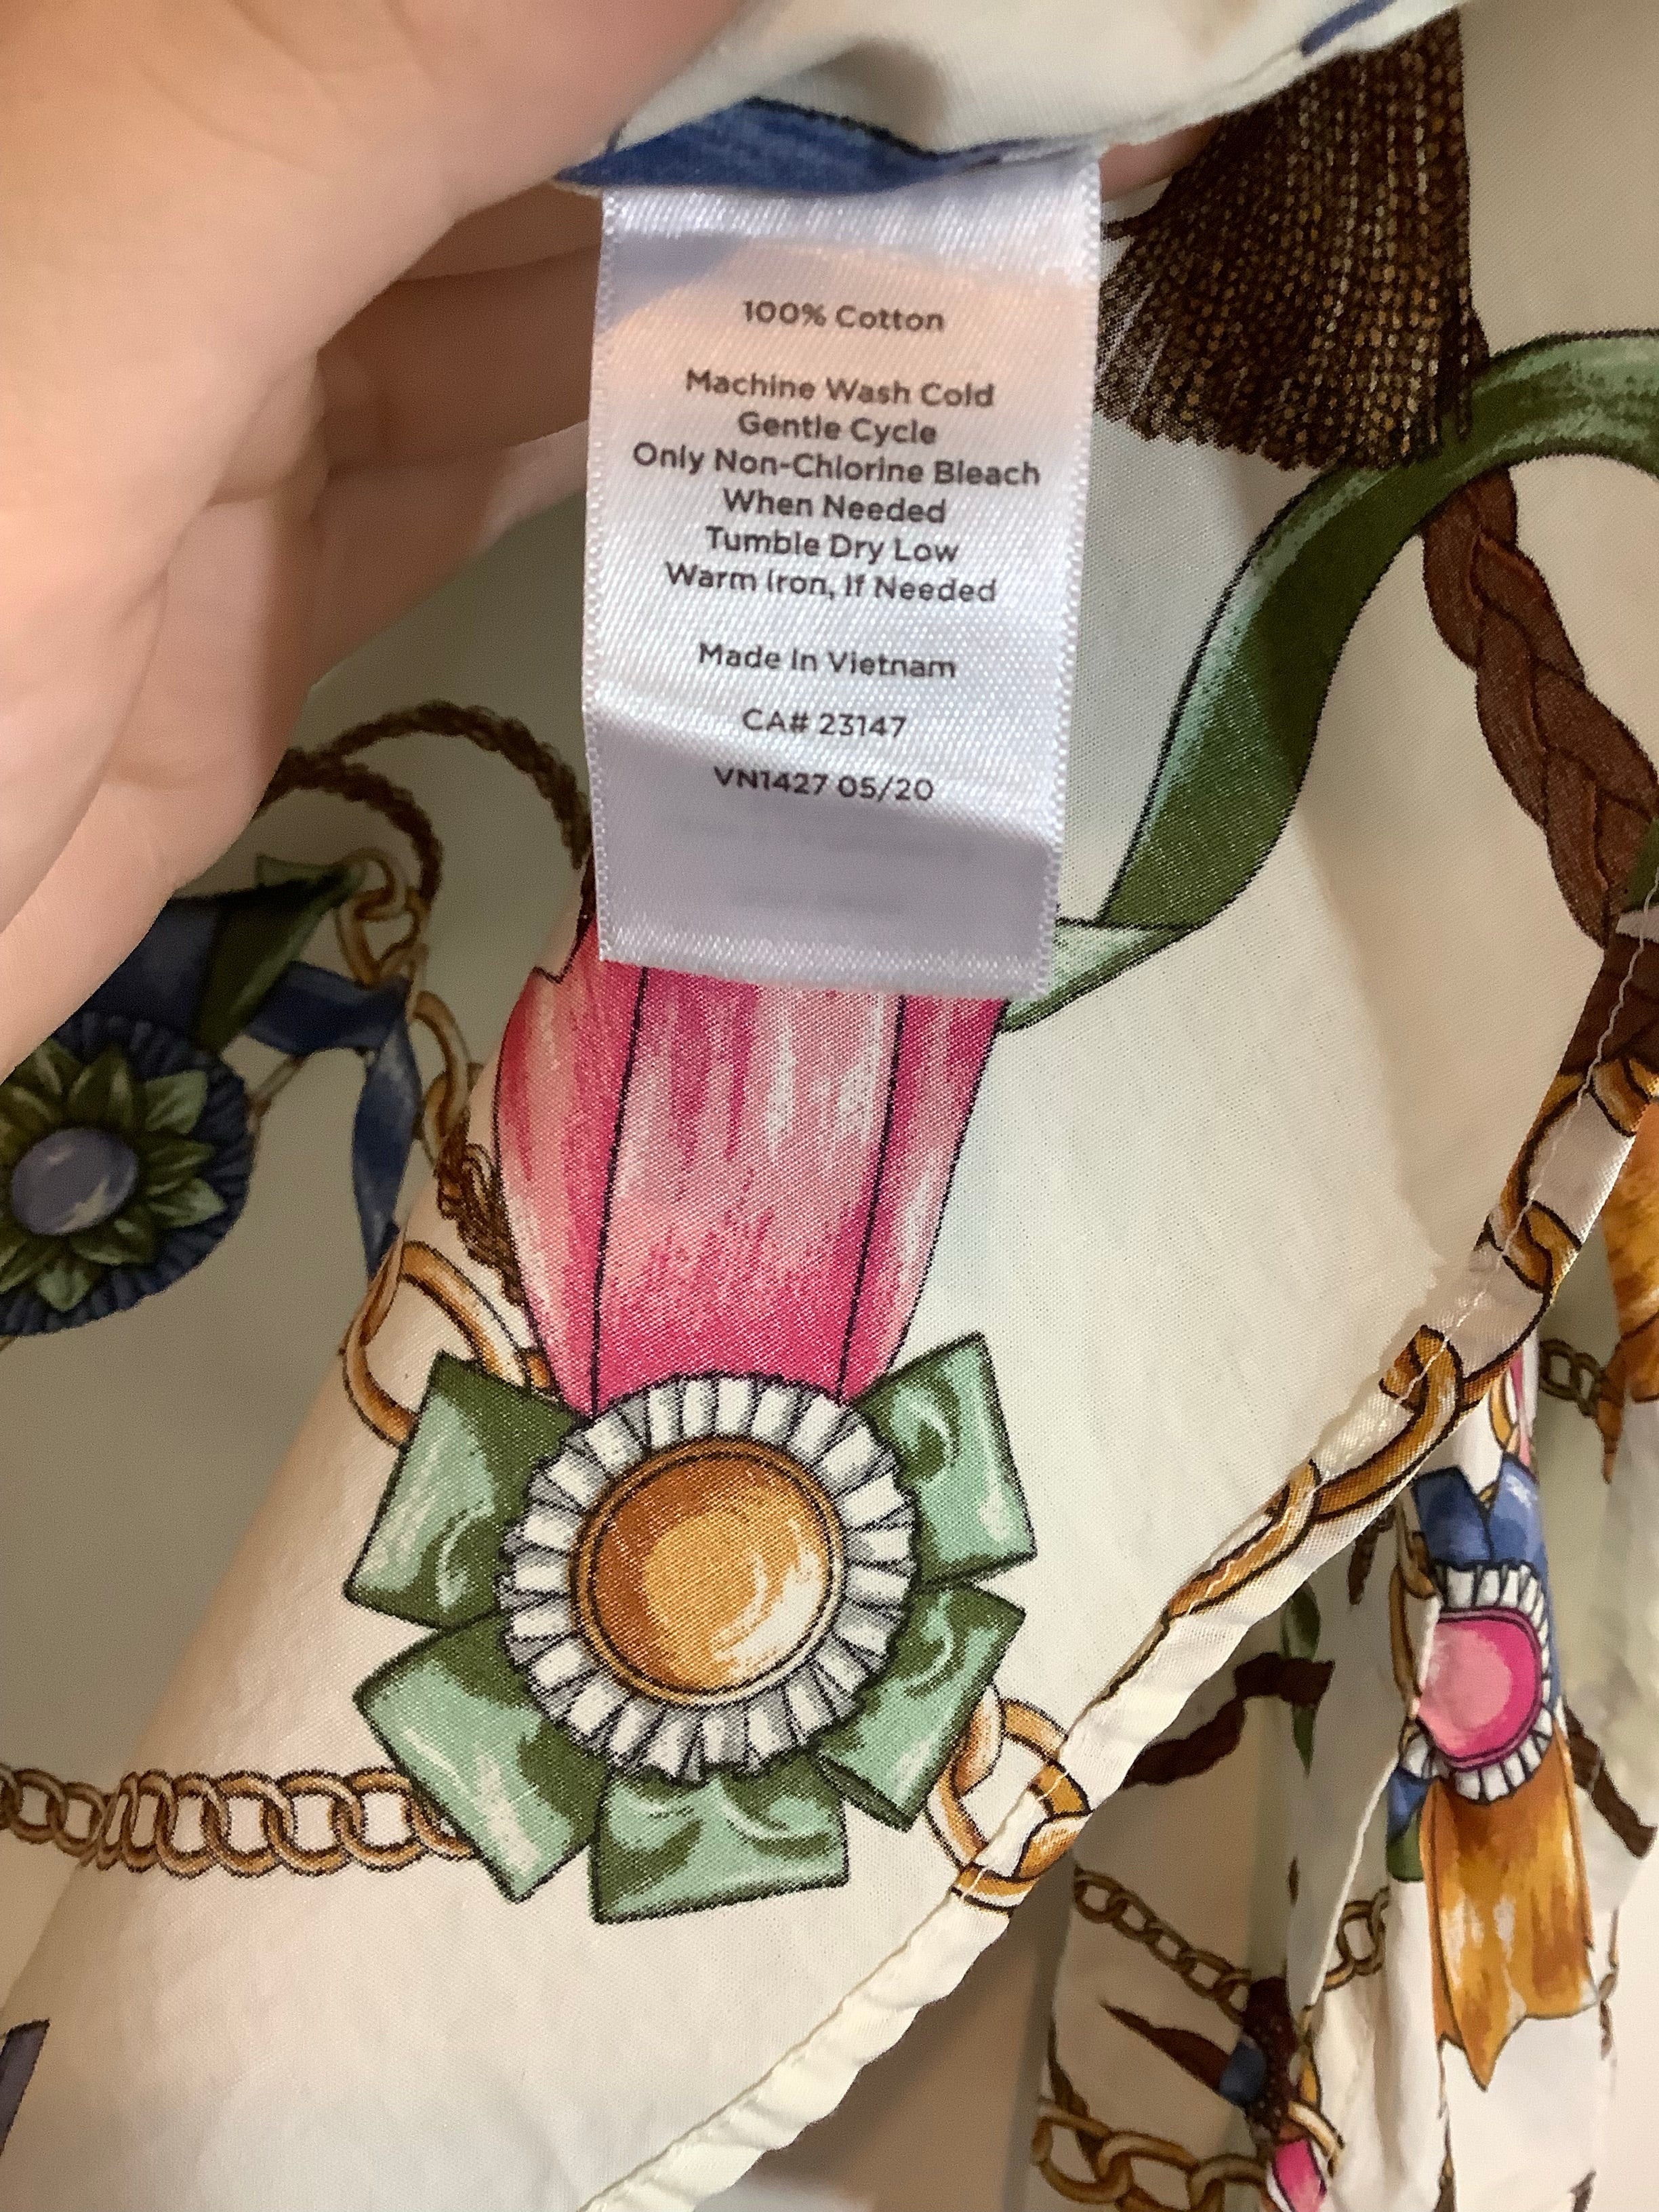 100% Cotton
Machine Wash Cold
Gentle Cycle
Only Non-Chlorine Bleach
When Needed
Tumble Dry Low
Warm Iron, If Needed
Made In Vietnam
CA# 23147
VN1427 05/20